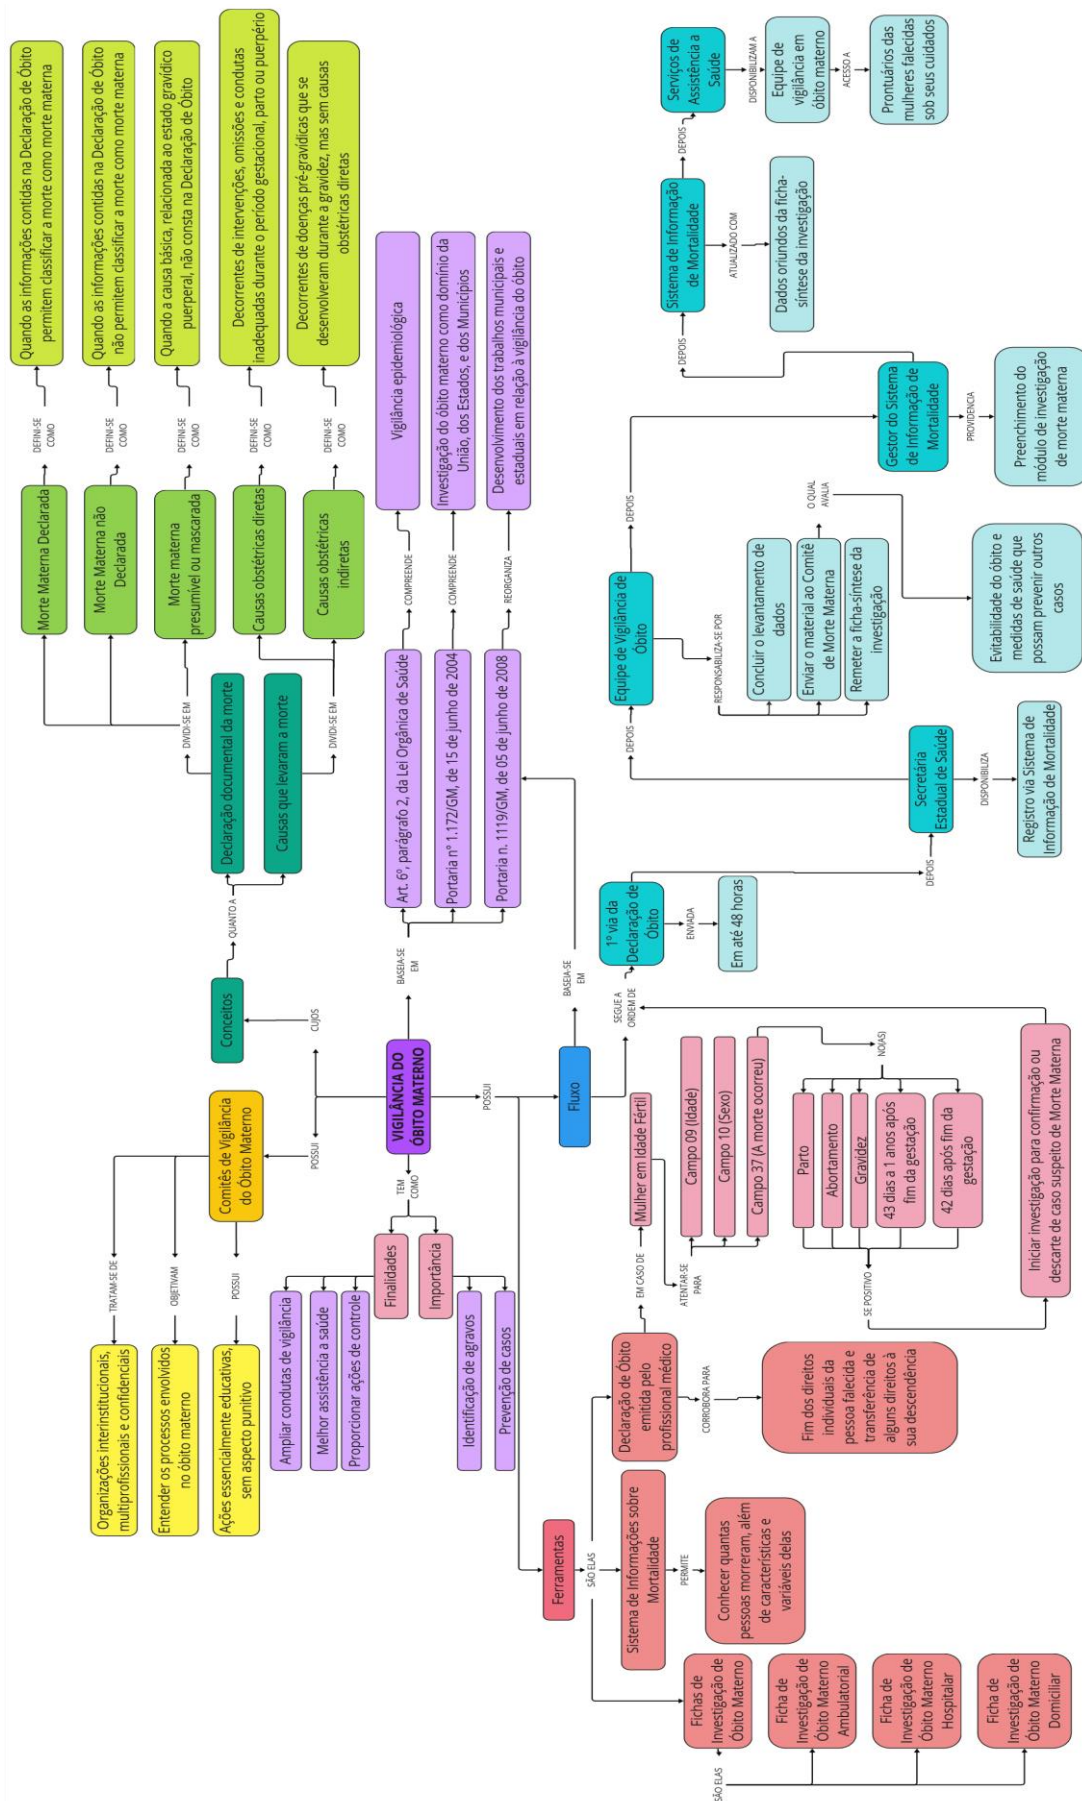 Organizações interinstitucionais,
multiprofissionais e confidenciais
Entender os processos envolvidos
no óbito materno
Ações essencialmente educativas,
sem aspecto punitivo
TRATAM-SE DE
OBJETIVAM
POSSUI
Comitês de Vigilância
do Óbito Materno
POSSUI
Conceitos
CUJOS
QUANTO A
Declaração documental da morte
Causas que levaram a morte
DIVIDI-SE EM
DIVIDI-SE EM
Morte Materna Declarada
Morte Materna não
Declarada
Morte materna
presumível ou mascarada
Causas obstétricas diretas
Causas obstétricas
indiretas
DEFINI-SE
COMO
DEFINI-SE
COMO
DEFINI-SE
COMO
DEFINI-SE
COMO
DEFINI-SE
COMO
Quando as informações contidas na Declaração de Óbito
permitem classificar a morte como morte materna
Quando as informações contidas na Declaração de Óbito
não permitem classificar a morte como morte materna
Quando a causa básica, relacionada ao estado gravídico
puerperal, não consta na Declaração de Óbito
Decorrentes de intervenções, omissões e condutas
inadequadas durante o período gestacional, parto ou puerpério
Decorrentes de doenças pré-gravídicas que se
desenvolveram durante a gravidez, mas sem causas
obstétricas diretas
VIGILÂNCIA DO
ÓBITO MATERNO
TEM
COMO
Finalidades
Importância
Ampliar condutas de vigilância
Melhor assistência a saúde
Proporcionar ações de controle
Identificação de agravos
Prevenção de casos
BASEIA-SE
EM
Art. 6º, parágrafo 2, da Lei Orgânica de Saúde
Portaria nº 1.172/GM, de 15 de junho de 2004
Portaria n. 1119/GM, de 05 de junho de 2008
COMPREENDE
COMPREENDE
REORGANIZA
Vigilância epidemiológica
Investigação do óbito materno como domínio da
União, dos Estados, e dos Municípios
Desenvolvimento dos trabalhos municipais e
estaduais em relação à vigilância do óbito
POSSUI
Fluxo
BASEIA-SE
EM
SEGUE A
ORDEM DE
Ferramentas
SÃO ELAS
Fichas de
Investigação de
Óbito Materno
SÃO ELAS
Ficha de
Investigação de
Óbito Materno
Ambulatorial
Ficha de
Investigação de
Óbito Materno
Hospitalar
Ficha de
Investigação de
Óbito Materno
Domiciliar
Sistema de Informações sobre
Mortalidade
PERMITE
Conhecer quantas
pessoas morreram, além
de características e
variáveis delas
Declaração de Óbito
emitida pelo
profissional médico
CORROBORA PARA
Fim dos direitos
individuais da
pessoa falecida e
transferência de
alguns direitos à
sua descendência
EM CASO DE
Mulher em Idade Fértil
ATENTAR-SE
PARA
Campo 09 (Idade)
Campo 10 (Sexo)
Campo 37 (A morte ocorreu)
NO(AS)
Parto
Abortamento
Gravidez
43 dias a 1 anos após
fim da gestação
42 dias após fim da
gestação
SE POSITIVO
Iniciar investigação para confirmação ou
descarte de caso suspeito de Morte Materna
1º via da
Declaração de
Óbito
ENVIADA
Em até 48 horas
DEPOIS
Secretária
Estadual de Saúde
DISPONIBILIZA
Registro via Sistema de
Informação de Mortalidade
DEPOIS
Equipe de Vigilância de
Óbito
RESPONSABILIZA-SE POR
Concluir o levantamento de
dados
Enviar o material ao Comitê
de Morte Materna
Remeter a ficha-síntese da
investigação
O QUAL
AVALIA
Evitabilidade do óbito e
medidas de saúde que
possam prevenir outros
casos
DEPOIS
Gestor do Sistema
de Informação de
Mortalidade
PROVIDENCIA
Preenchimento do
módulo de investigação
de morte materna
DEPOIS
Sistema de Informação
de Mortalidade
ATUALIZADO COM
Dados oriundos da ficha-
síntese da investigação
DEPOIS
Serviços de
Assistência a
Saúde
DISPONIBILIZAM A
Equipe de
vigilância em
óbito materno
ACESSO A
Prontuários das
mulheres falecidas
sob seus cuidados